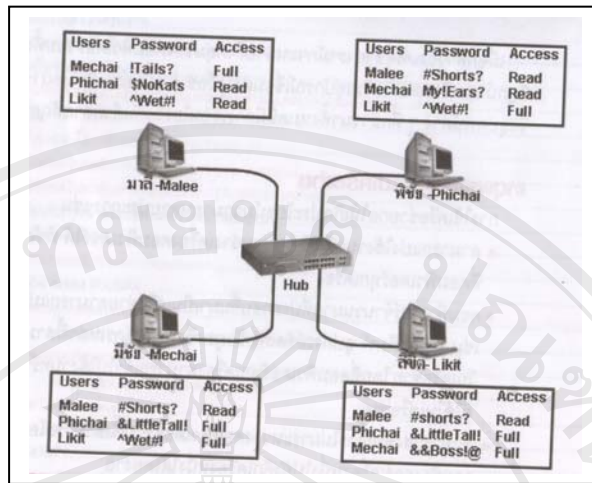 Users Password Access
Mechai !Tails? Full
Phichai $NoKats Read
Likit ^Wet#! Read
Users Password Access
Malee #Shorts? Read
Mechai My!Ears? Read
Likit ^Wet#! Full
มาลี -Malee
พิชัย -Phichai
Hub
มีชัย -Mechai
ลิขิต-Likit
Users Password Access
Malee #Shorts? Read
Phichai &LittleTall! Full
Likit ^Wet#! Full
Users Password Access
Malee #shorts? Read
Phichai &LittleTall! Full
Mechai &&Boss!@ Full